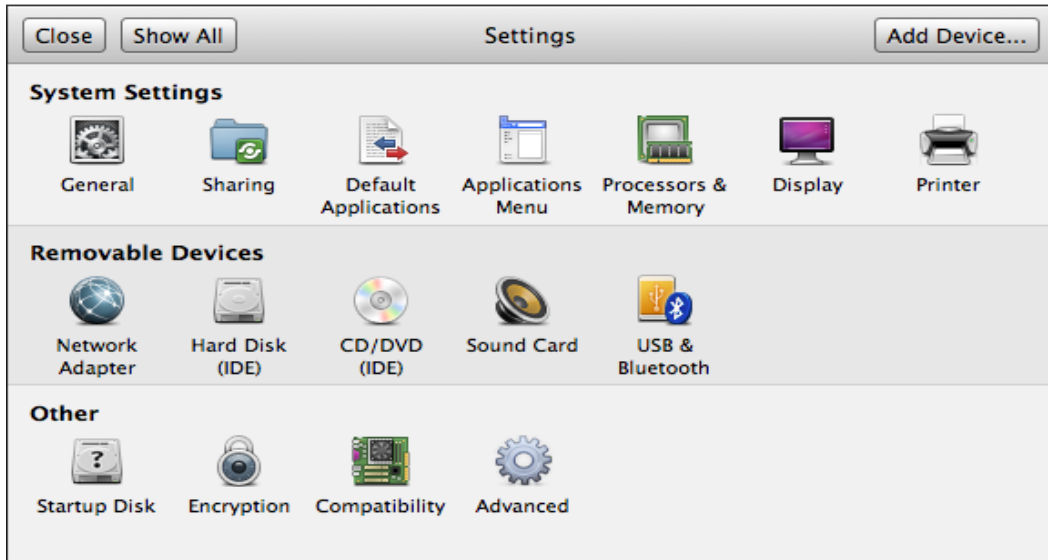 Close Show All Settings Add Device...
System Settings
General Sharing Default Applications Applications Menu Processors & Memory Display Printer
Removable Devices
Network Adapter Hard Disk (IDE) CD/DVD (IDE) Sound Card USB & Bluetooth
Other
?
Startup Disk Encryption Compatibility Advanced